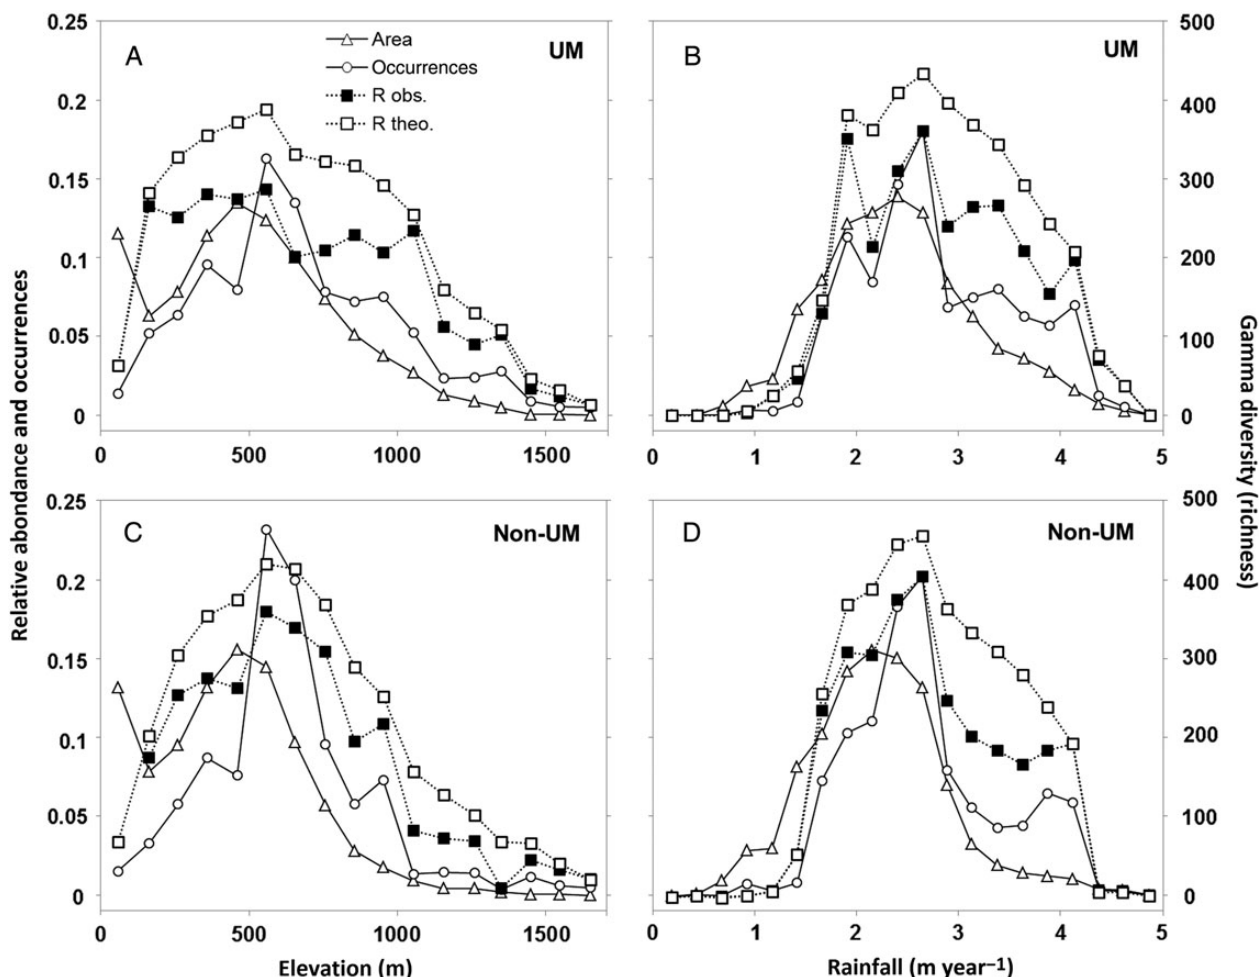 0.25
0.2
0.15
0.1
0.05
0
A
UM
Area
Occurrences
R obs.
R theo.
0
500
1000
1500
B
UM
500
400
300
200
100
0
0
1
2
3
4
5
0.25
0.2
0.15
0.1
0.05
0
C
Non-UM
0
500
1000
1500
D
Non-UM
500
400
300
200
100
0
0
1
2
3
4
5
Relative abondance and occurrences
Gamma diversity (richness)
Elevation (m)
Rainfall (m year⁻¹)